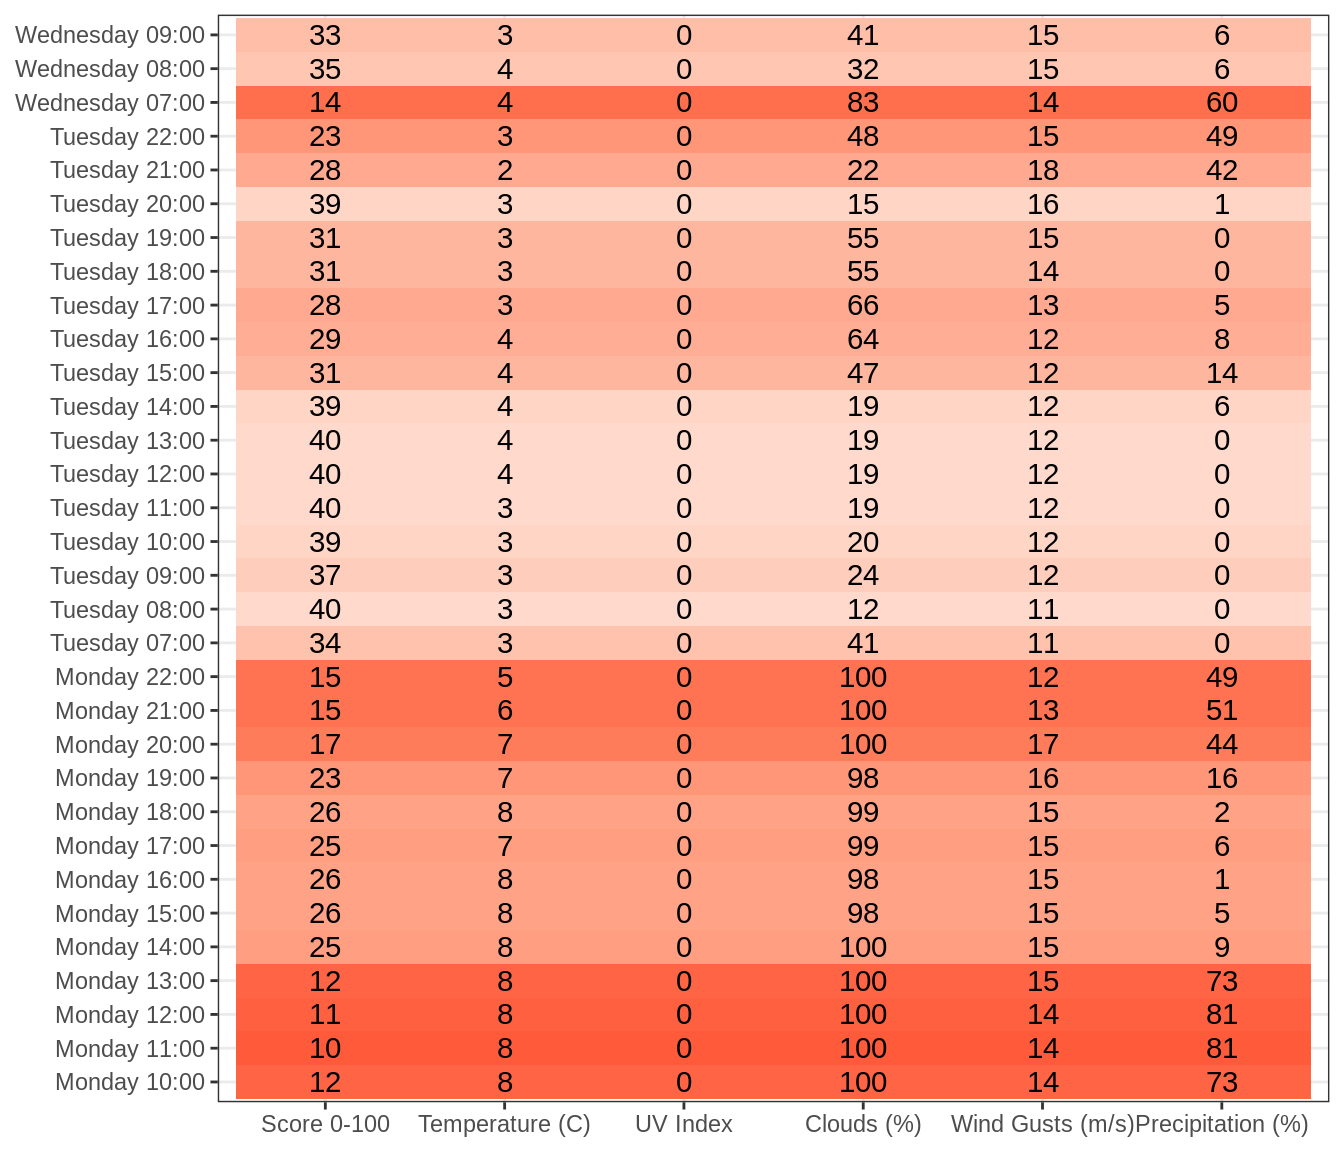 Wednesday 09:00 33 3 0 41 15 6
Wednesday 08:00 35 4 0 32 15 6
Wednesday 07:00 14 4 0 83 14 60
Tuesday 22:00 23 3 0 48 15 49
Tuesday 21:00 28 2 0 22 18 42
Tuesday 20:00 39 3 0 15 16 1
Tuesday 19:00 31 3 0 55 15 0
Tuesday 18:00 31 3 0 55 14 0
Tuesday 17:00 28 3 0 66 13 5
Tuesday 16:00 29 4 0 64 12 8
Tuesday 15:00 31 4 0 47 12 14
Tuesday 14:00 39 4 0 19 12 6
Tuesday 13:00 40 4 0 19 12 0
Tuesday 12:00 40 4 0 19 12 0
Tuesday 11:00 40 3 0 19 12 0
Tuesday 10:00 39 3 0 20 12 0
Tuesday 09:00 37 3 0 24 12 0
Tuesday 08:00 40 3 0 12 11 0
Tuesday 07:00 34 3 0 41 11 0
Monday 22:00 15 5 0 100 12 49
Monday 21:00 15 6 0 100 13 51
Monday 20:00 17 7 0 100 17 44
Monday 19:00 23 7 0 98 16 16
Monday 18:00 26 8 0 99 15 2
Monday 17:00 25 7 0 99 15 6
Monday 16:00 26 8 0 98 15 1
Monday 15:00 26 8 0 98 15 5
Monday 14:00 25 8 0 100 15 9
Monday 13:00 12 8 0 100 15 73
Monday 12:00 11 8 0 100 14 81
Monday 11:00 10 8 0 100 14 81
Monday 10:00 12 8 0 100 14 73
Score 0-100 Temperature (C) UV Index Clouds (%) Wind Gusts (m/s) Precipitation (%)